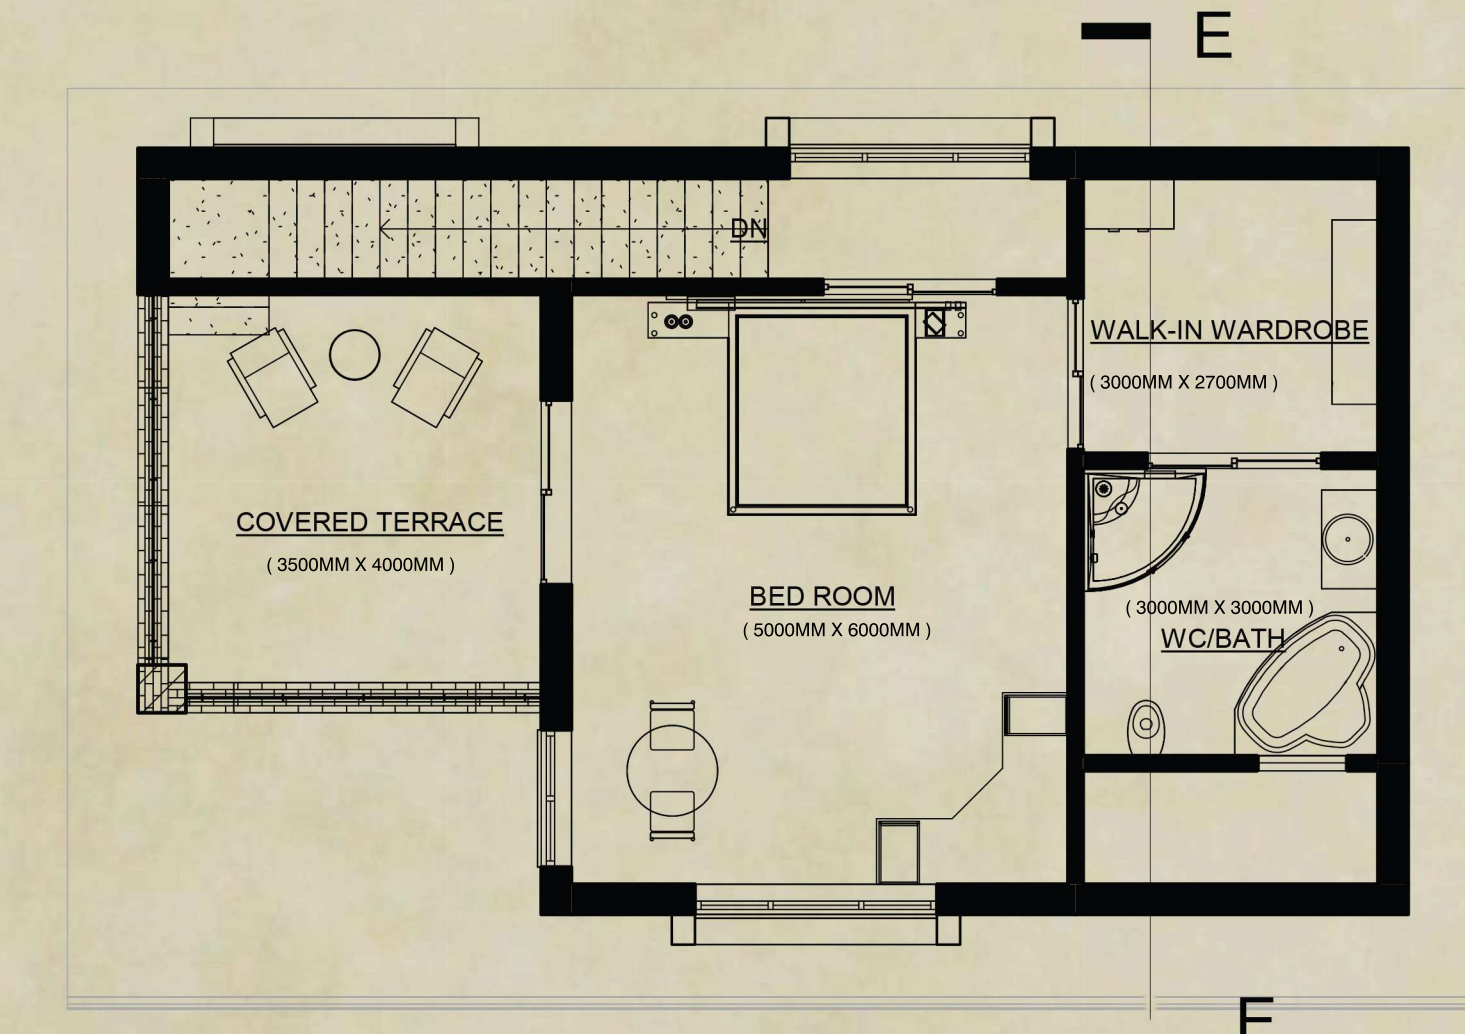 E
DN
WALK-IN WARDROBE
( 3000MM X 2700MM )
COVERED TERRACE
( 3500MM X 4000MM )
BED ROOM
( 5000MM X 6000MM )
( 3000MM X 3000MM )
WC/BATH